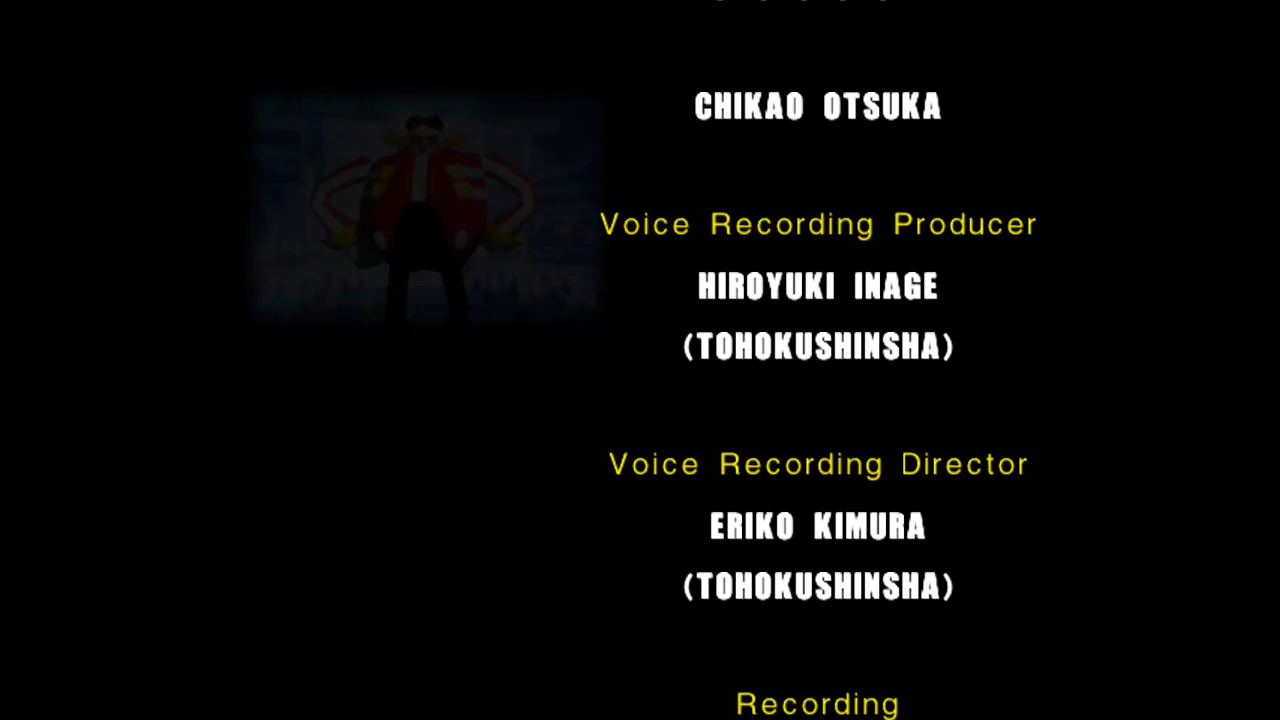 CHIKAO OTSUKA
Voice Recording Producer
HIROYUKI INAGE
(TOHOKUSHINSHA)
Voice Recording Director
ERIKO KIMURA
(TOHOKUSHINSHA)
Recording